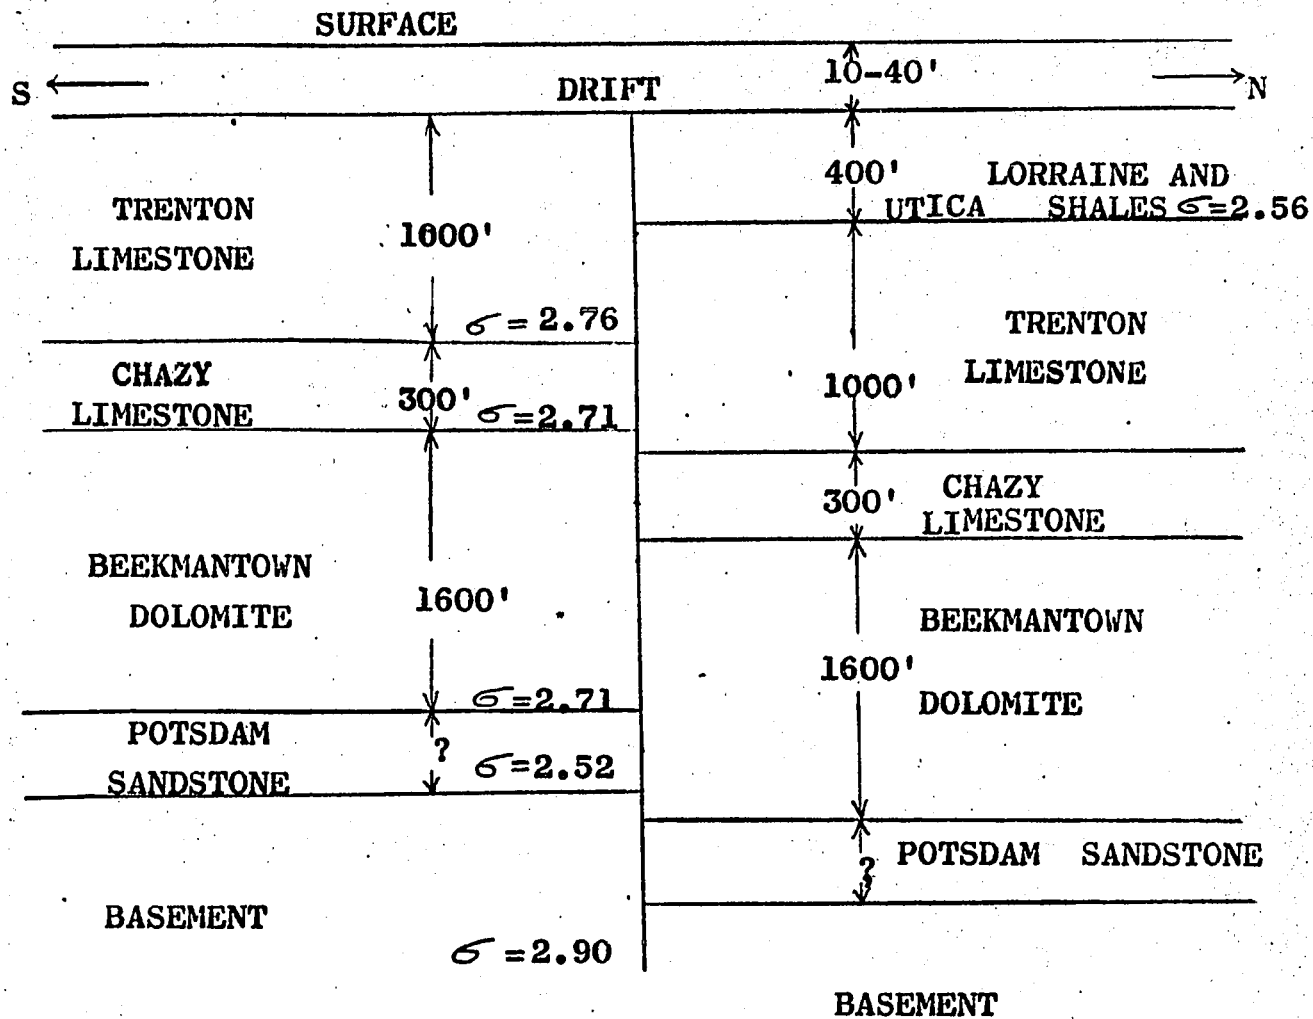 SURFACE
S
DRIFT
10-40'
N
TRENTON
LIMESTONE
1000'
σ = 2.76
CHAZY
LIMESTONE
300'
σ=2.71
BEEKMANTOWN
DOLOMITE
1600'
σ=2.71
POTSDAM
SANDSTONE
?
σ=2.52
BASEMENT
σ =2.90
400'
LORRAINE AND
UTICA SHALES σ=2.56
TRENTON
LIMESTONE
1000'
CHAZY
LIMESTONE
300'
BEEKMANTOWN
DOLOMITE
1600'
POTSDAM SANDSTONE
?
BASEMENT